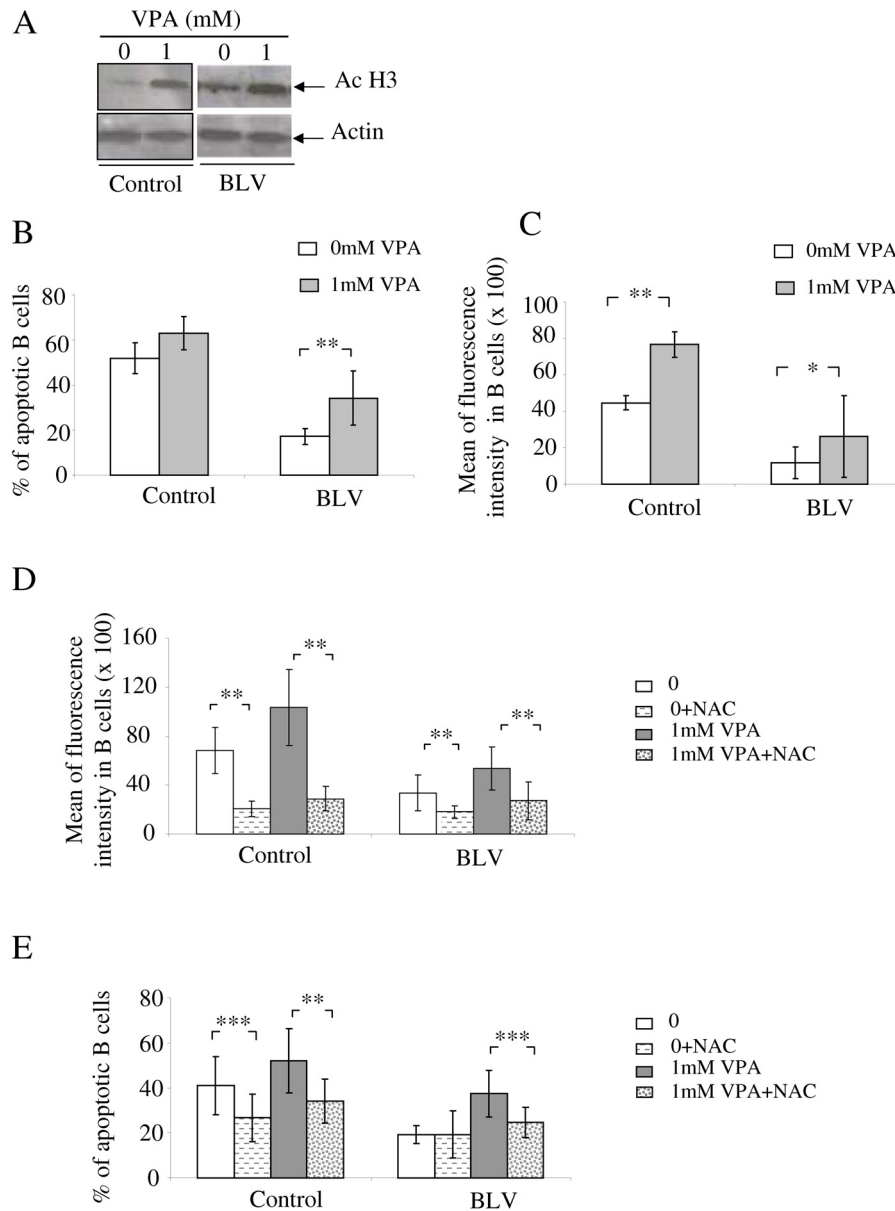 A
VPA (mM)
0 1 0 1
Ac H3
Actin
Control BLV
B
0mM VPA
1mM VPA
% of apoptotic B cells
80
60
40
20
0
**
Control BLV
C
0mM VPA
1mM VPA
Mean of fluorescence
intensity in B cells (x 100)
100
80
60
40
20
0
**
*
Control BLV
D
Mean of fluorescence
intensity in B cells (x 100)
160
120
80
40
0
** ** ** **
Control BLV
0
0+NAC
1mM VPA
1mM VPA+NAC
E
% of apoptotic B cells
80
60
40
20
0
*** ** ***
Control BLV
0
0+NAC
1mM VPA
1mM VPA+NAC